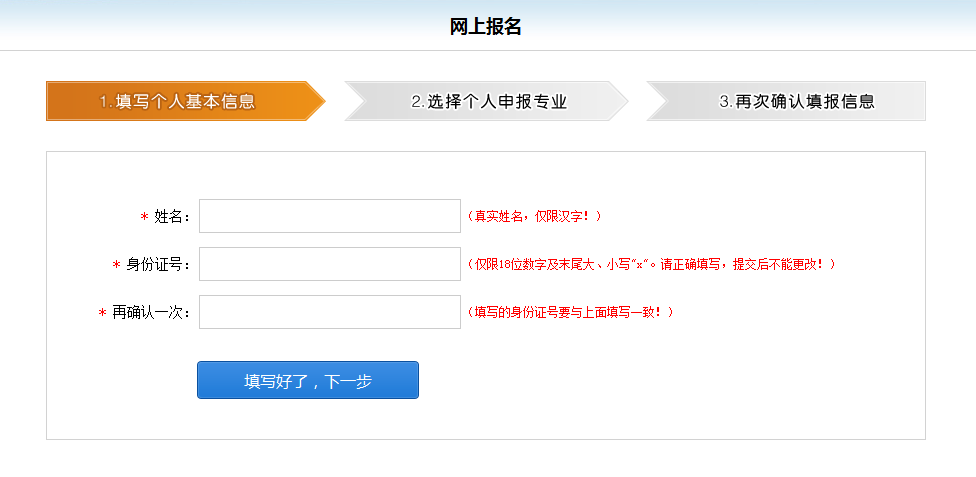 网上报名
1.填写个人基本信息
2.选择个人申报专业
3.再次确认填报信息
* 姓名：（真实姓名，仅限汉字！）
* 身份证号：（仅限18位数字及末尾大、小写"x"。请正确填写，提交后不能更改！）
* 再确认一次：（填写的身份证号要与上面填写一致！）
填写好了，下一步